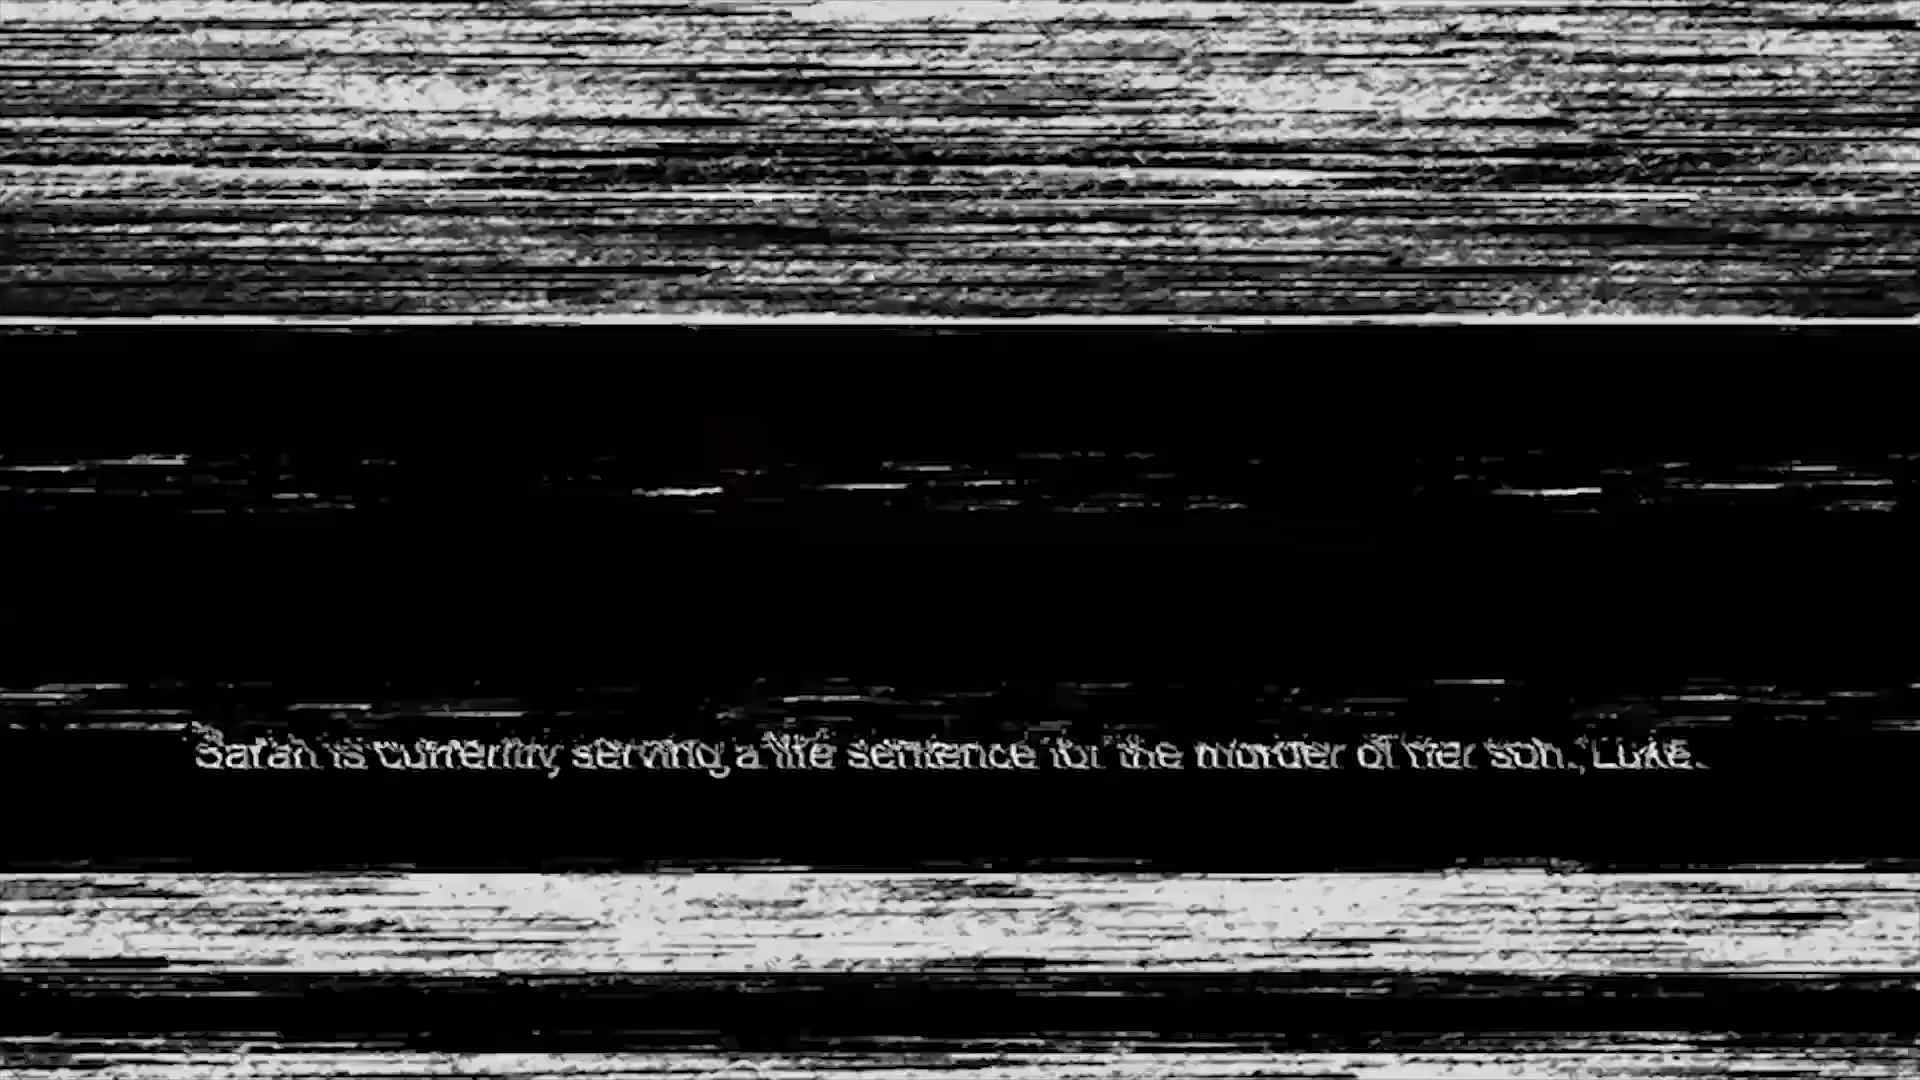 Sarah is currently serving a life sentence for the murder of her son, Luke.